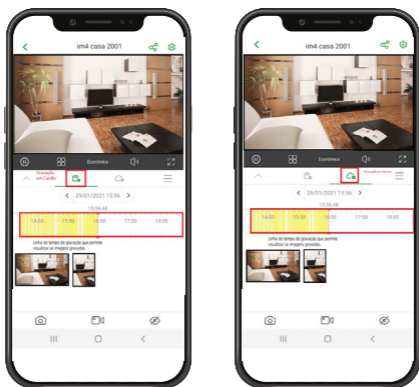 im4 casa 2001
Econômica
Gravação
em Cartão
29/01/2021 15:56
15:56:48
14:00 15:00 16:00 17:00 18:00
Linha do tempo de gravação que permite
visualizar as imagens gravadas.
im4 casa 2001
Econômica
29/01/2021 15:56
15:56:48
14:00 15:00 16:00 17:00 18:00
Linha do tempo de gravação que permite
visualizar as imagens gravadas.